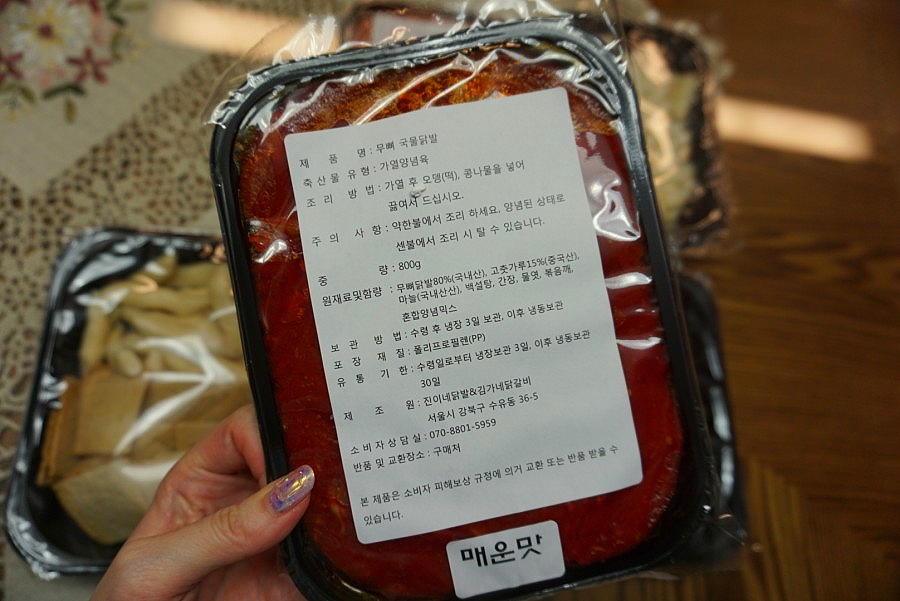 제 품 명 : 무뼈 국물닭발
축산물 유형 : 가열양념육
조 리 방 법 : 가열 후 오뎅(떡), 콩나물을 넣어
끓여서 드십시오.
주 의 사 항 : 약한불에서 조리 하세요, 양념된 상태로
센불에서 조리 시 탈 수 있습니다.
중 량 : 800g
원재료및함량 : 무뼈닭발80%(국내산), 고춧가루15%(중국산),
마늘(국내산산), 백설탕, 간장, 물엿, 볶음깨,
혼합양념믹스
보 관 방 법 : 수령 후 냉장 3일 보관, 이후 냉동보관
포 장 재 질 : 폴리프로필렌(PP)
유 통 기 한 : 수령일로부터 냉장보관 3일, 이후 냉동보관
30일
제 조 원 : 진이네닭발&김가네닭갈비
서울시 강북구 수유동 36-5
소비자상담실 : 070-8801-5959
반품 및 교환장소 : 구매처
본 제품은 소비자 피해보상 규정에 의거 교환 또는 반품 받을 수
있습니다.
매운맛